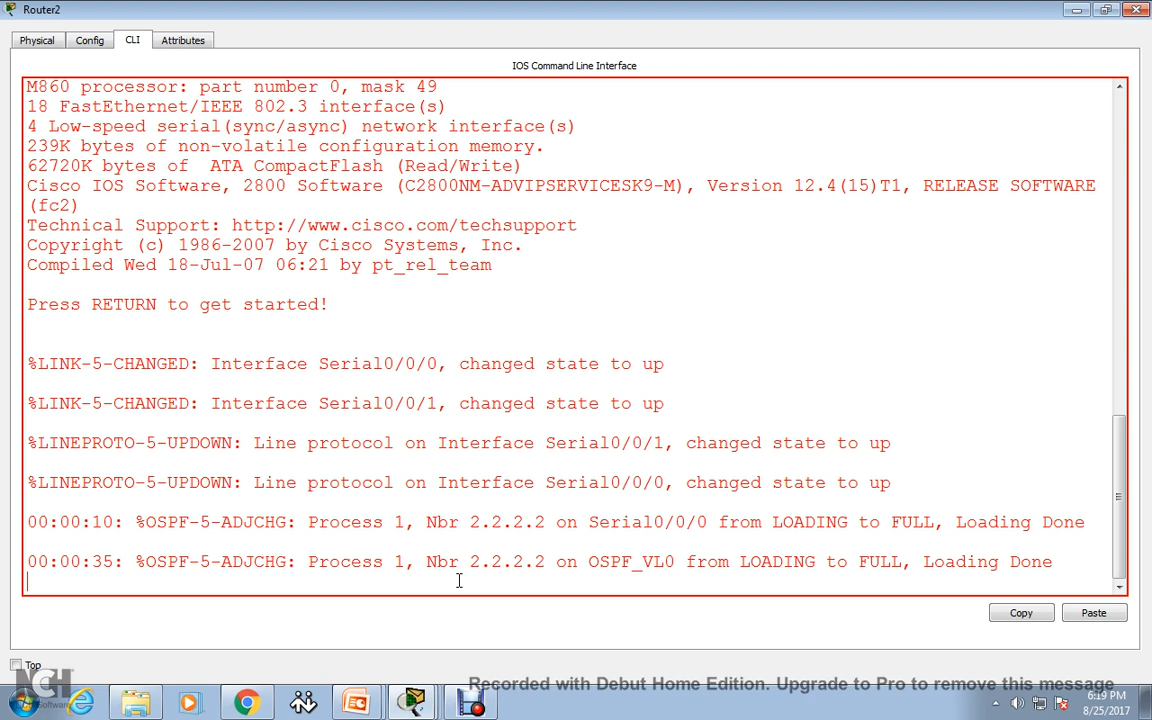 Router2
Physical Config CLI Attributes
IOS Command Line Interface
M860 processor: part number 0, mask 49
18 FastEthernet/IEEE 802.3 interface(s)
4 Low-speed serial(sync/async) network interface(s)
239K bytes of non-volatile configuration memory.
62720K bytes of  ATA CompactFlash (Read/Write)
Cisco IOS Software, 2800 Software (C2800NM-ADVIPSERVICESK9-M), Version 12.4(15)T1, RELEASE SOFTWARE
(fc2)
Technical Support: http://www.cisco.com/techsupport
Copyright (c) 1986-2007 by Cisco Systems, Inc.
Compiled Wed 18-Jul-07 06:21 by pt_rel_team
Press RETURN to get started!
%LINK-5-CHANGED: Interface Serial0/0/0, changed state to up
%LINK-5-CHANGED: Interface Serial0/0/1, changed state to up
%LINEPROTO-5-UPDOWN: Line protocol on Interface Serial0/0/1, changed state to up
%LINEPROTO-5-UPDOWN: Line protocol on Interface Serial0/0/0, changed state to up
00:00:10: %OSPF-5-ADJCHG: Process 1, Nbr 2.2.2.2 on Serial0/0/0 from LOADING to FULL, Loading Done
00:00:35: %OSPF-5-ADJCHG: Process 1, Nbr 2.2.2.2 on OSPF_VL0 from LOADING to FULL, Loading Done
Copy Paste
Top
NCH Software
Recorded with Debut Home Edition. Upgrade to Pro to remove this message
6:19 PM
8/25/2017